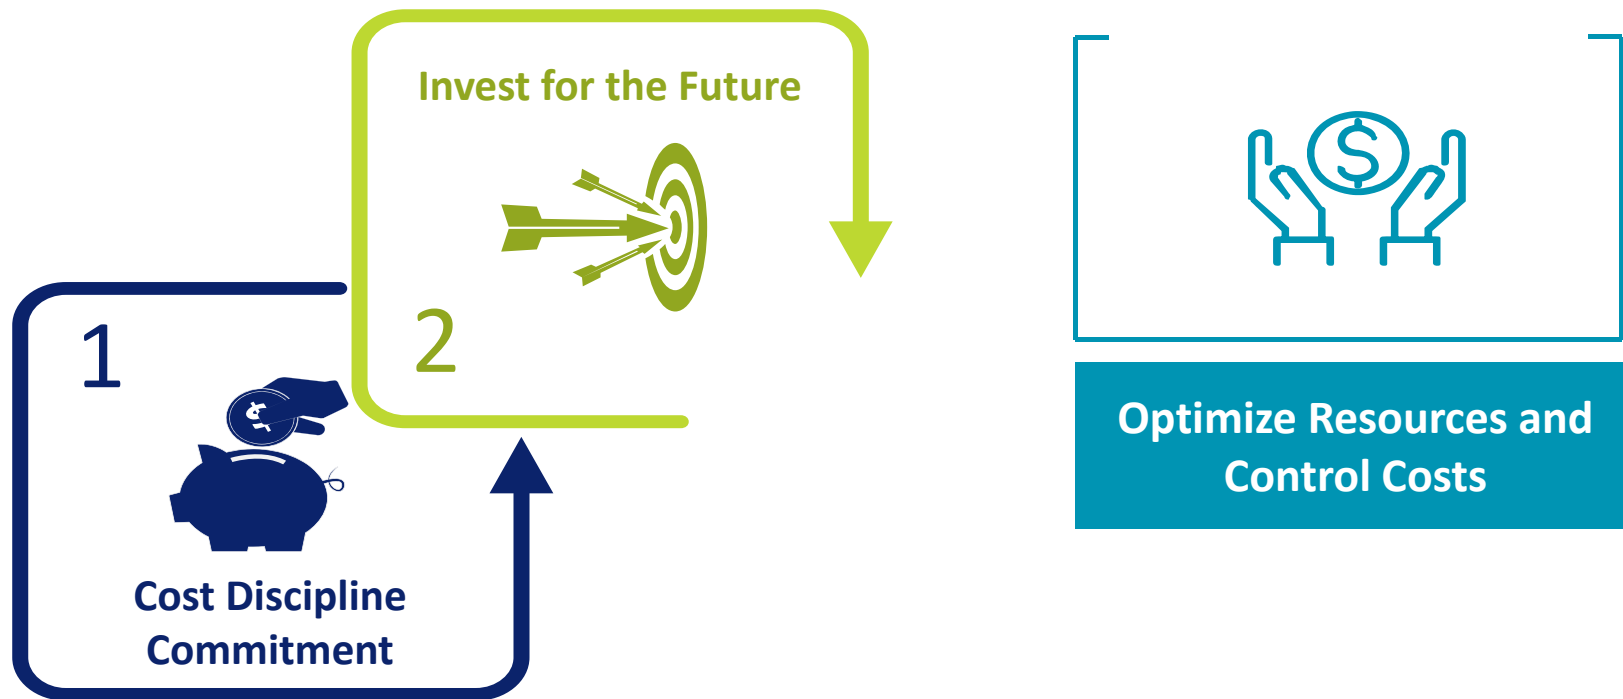 1
Cost Discipline
Commitment
Invest for the Future
2
$
Optimize Resources and
Control Costs